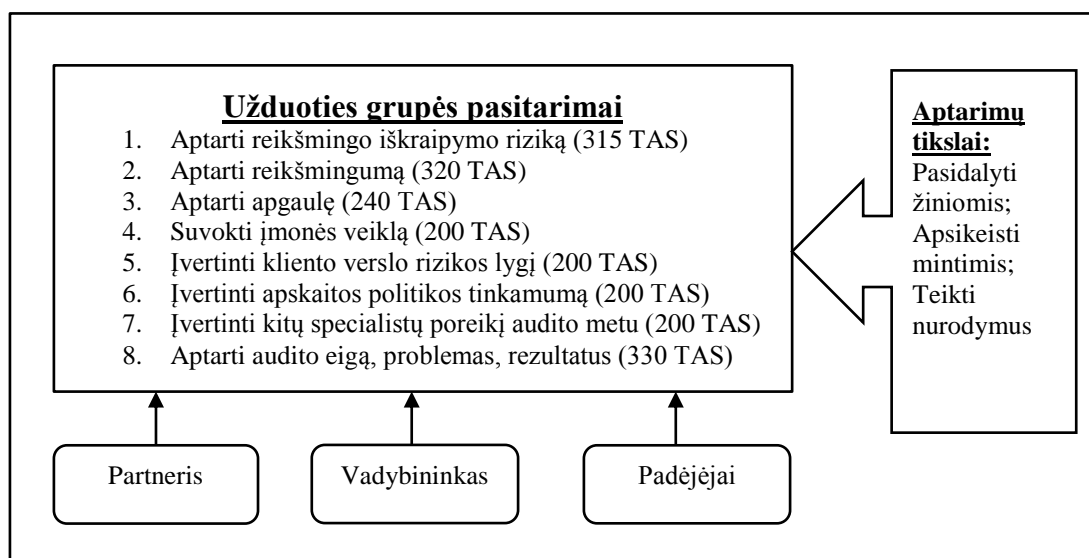 Užduoties grupės pasitarimai
1. Aptarti reikšmingo iškraipymo riziką (315 TAS)
2. Aptarti reikšmingumą (320 TAS)
3. Aptarti apgaulę (240 TAS)
4. Suvokti įmonės veiklą (200 TAS)
5. Įvertinti kliento verslo rizikos lygį (200 TAS)
6. Įvertinti apskaitos politikos tinkamumą (200 TAS)
7. Įvertinti kitų specialistų poreikį audito metu (200 TAS)
8. Aptarti audito eigą, problemas, rezultatus (330 TAS)
Aptarimų
tikslai:
Pasidalyti
žiniomis;
Apsikeisti
mintimis;
Teikti
nurodymus
Partneris
Vadybininkas
Padėjėjai